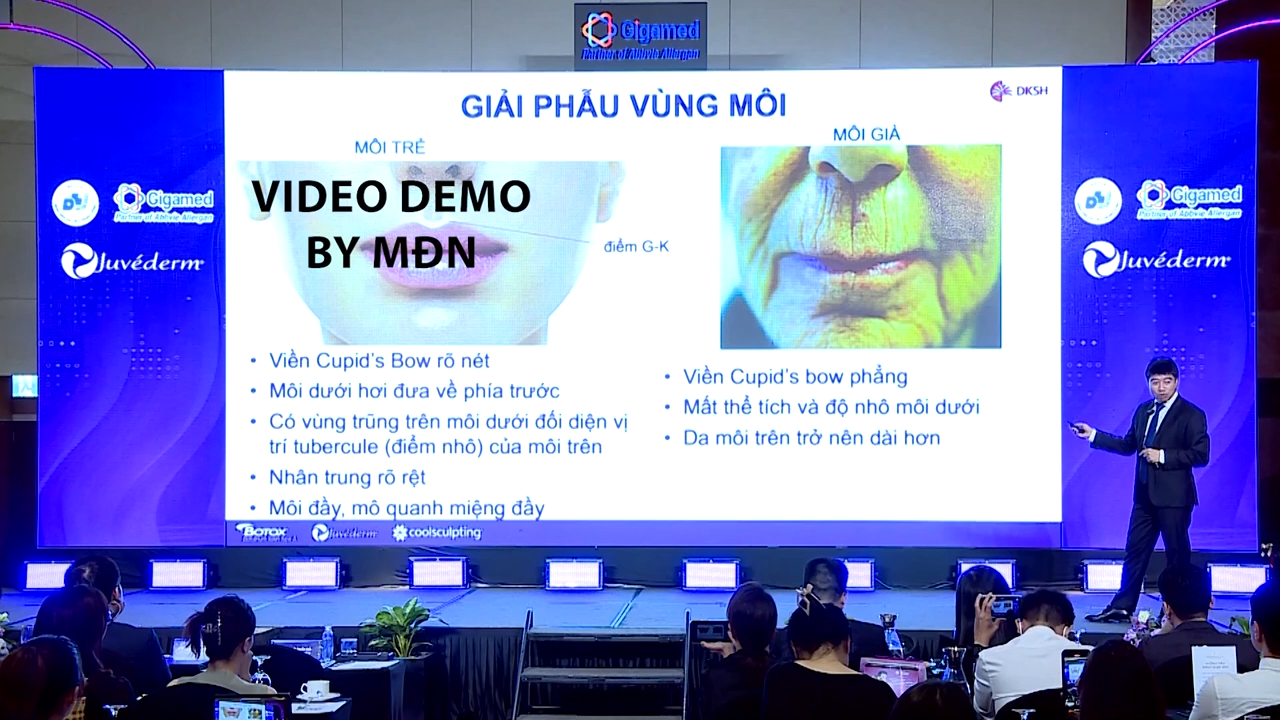 Gigamed
Partner of Abbvie Allergan
DKSH
GIẢI PHẪU VÙNG MÔI
MÔI TRẺ
MÔI GIÀ
VIDEO DEMO
BY MĐN
điểm G-K
Gigamed
Partner of Abbvie Allergan
Juvéderm
Gigamed
Partner of Abbvie Allergan
Juvéderm
• Viền Cupid's Bow rõ nét
• Môi dưới hơi đưa về phía trước
• Có vùng trũng trên môi dưới đối diện vị
trí tubercule (điểm nhô) của môi trên
• Nhân trung rõ rệt
• Môi đầy, mô quanh miệng đầy
• Viền Cupid's bow phẳng
• Mất thể tích và độ nhô môi dưới
• Da môi trên trở nên dài hơn
BOTOX
Juvéderm
coolsculpting